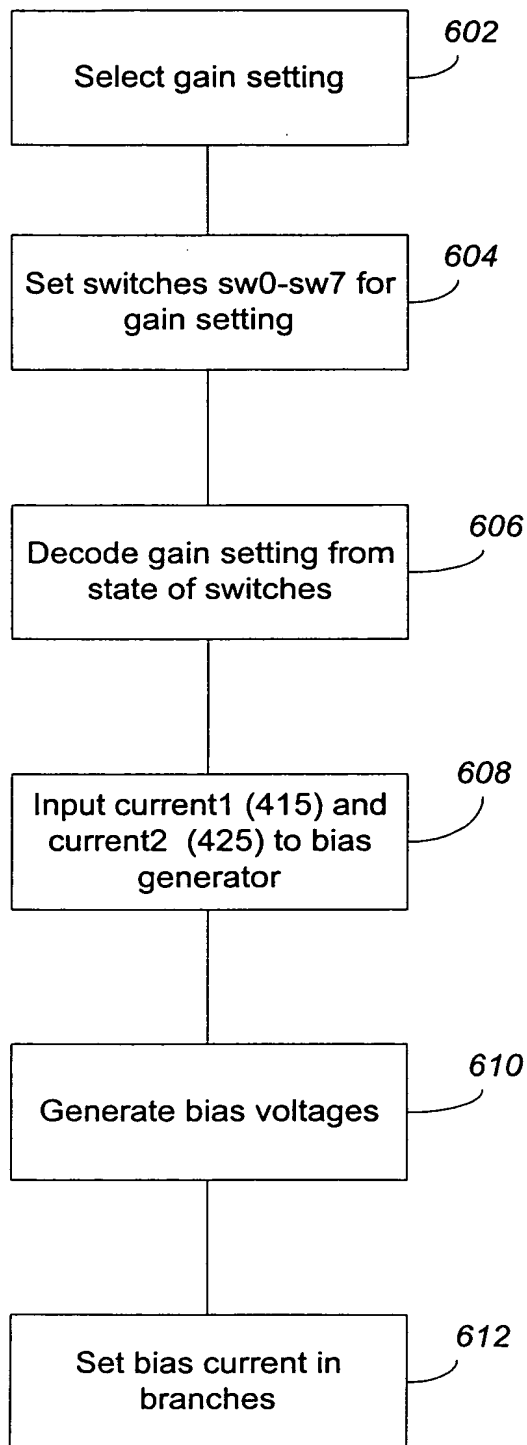 602
Select gain setting
604
Set switches sw0-sw7 for
gain setting
606
Decode gain setting from
state of switches
608
Input current1 (415) and
current2 (425) to bias
generator
610
Generate bias voltages
612
Set bias current in
branches